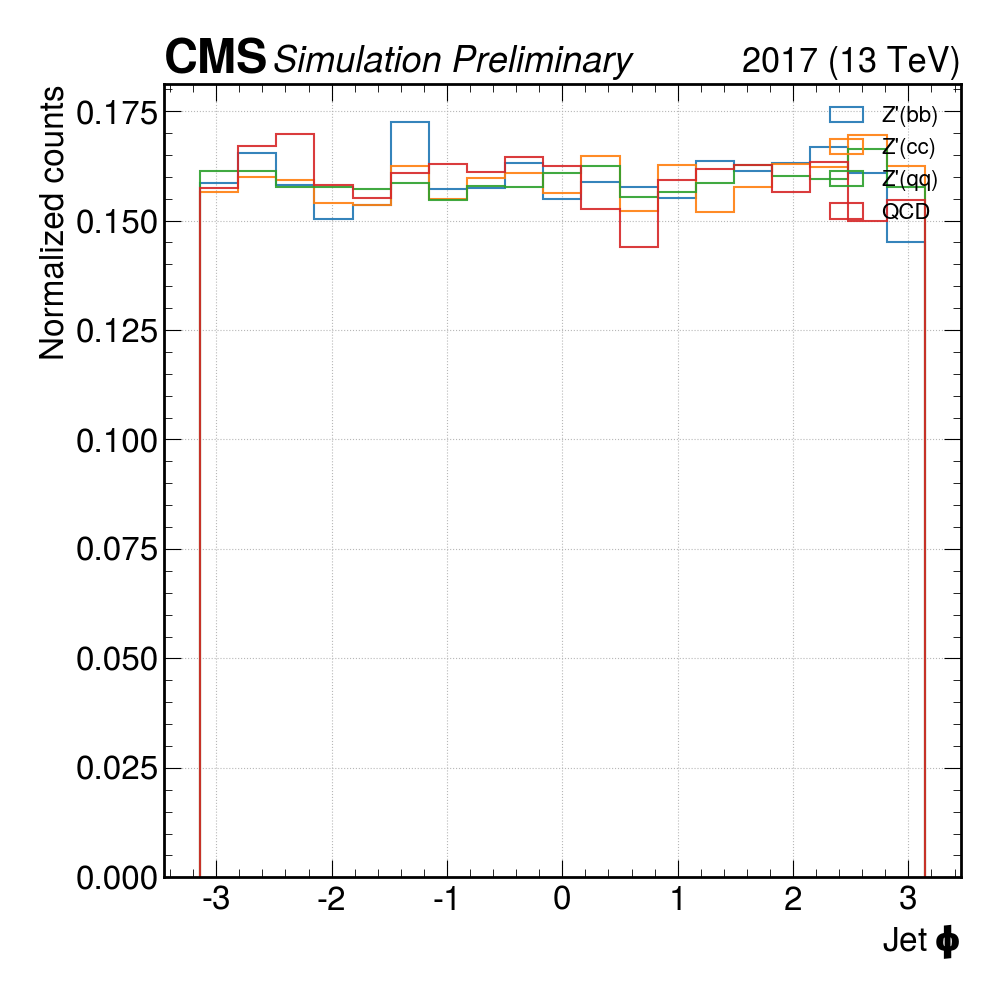 CMS Simulation Preliminary 2017 (13 TeV)
Normalized counts
0.175
0.150
0.125
0.100
0.075
0.050
0.025
0.000
Z'(bb)
Z'(cc)
Z'(qq)
QCD
-3 -2 -1 0 1 2 3
Jet ϕ